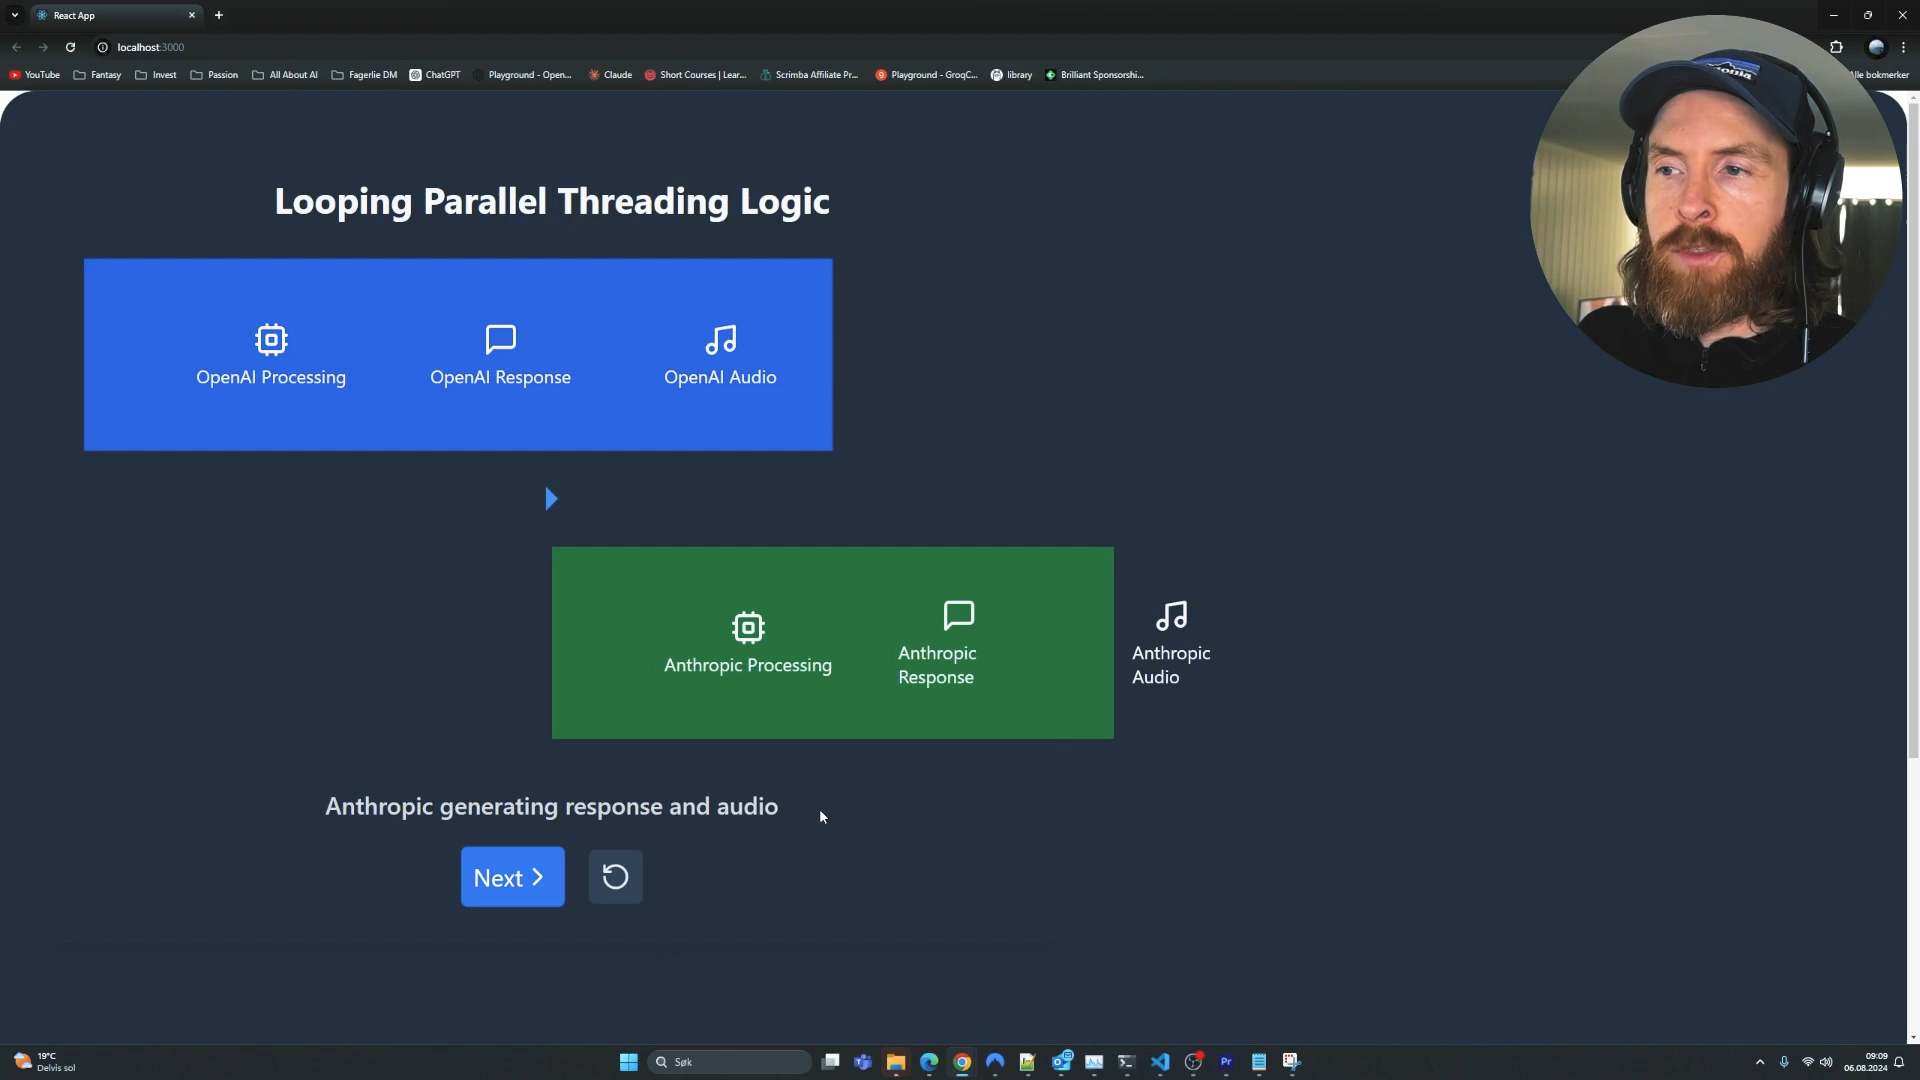 React App
localhost:3000
YouTube
Fantasy
Invest
Passion
All About AI
Fagerlie DM
ChatGPT
Playground - Open...
Claude
Short Courses | Lear...
Scrimba Affiliate Pr...
Playground - GroqC...
library
Brilliant Sponsorshi...
lle bokmerker
Looping Parallel Threading Logic
OpenAI Processing
OpenAI Response
OpenAI Audio
Anthropic Processing
Anthropic
Response
Anthropic
Audio
Anthropic generating response and audio
Next
19°C
Delvis sol
Søk
Pr
09:09
06.08.2024